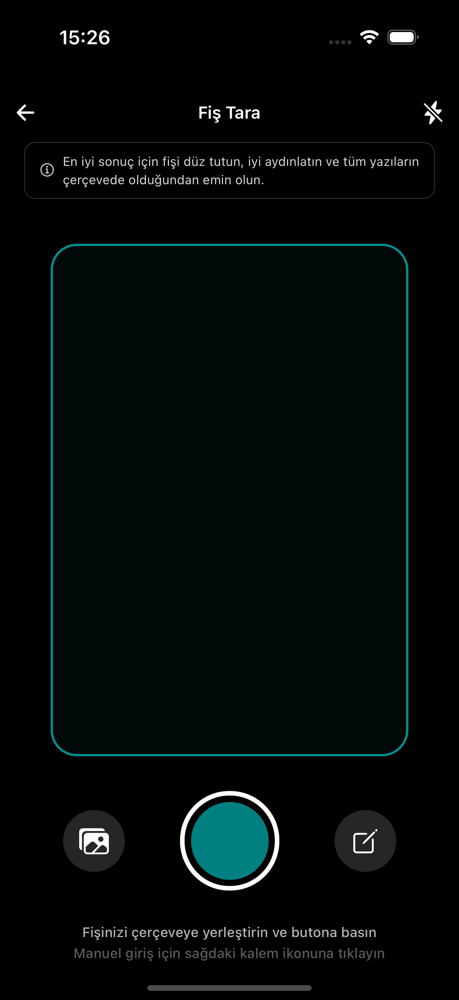 15:26
Fiş Tara
En iyi sonuç için fişi düz tutun, iyi aydınlatın ve tüm yazıların
çerçevede olduğundan emin olun.
Fişinizi çerçeveye yerleştirin ve butona basın
Manuel giriş için sağdaki kalem ikonuna tıklayın